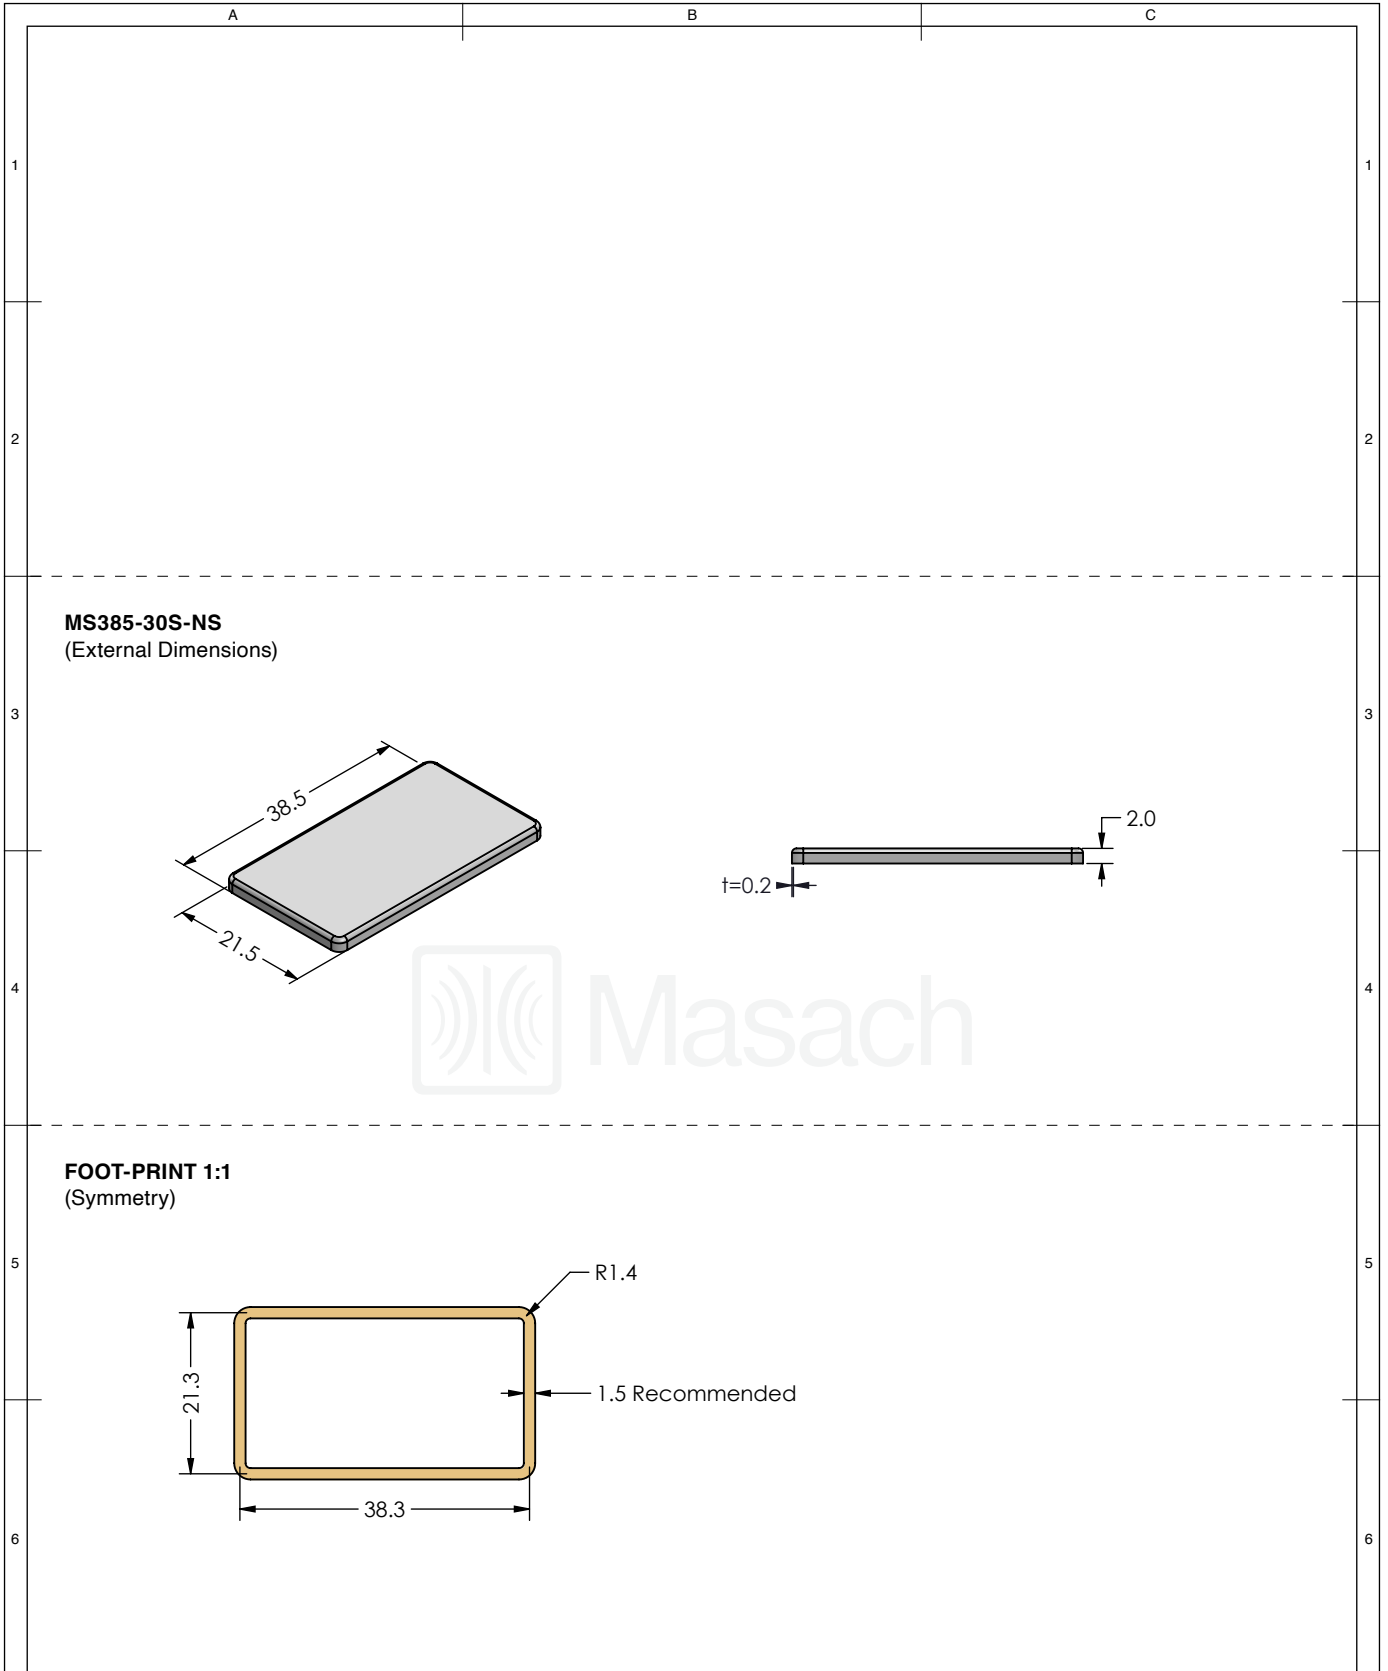 A B C
1 1
2 2
MS385-30S-NS
(External Dimensions)
3 3
38.5
2.0
t=0.2
21.5
4 4
Masach
FOOT-PRINT 1:1
(Symmetry)
5 5
R1.4
21.3
1.5 Recommended
38.3
6 6